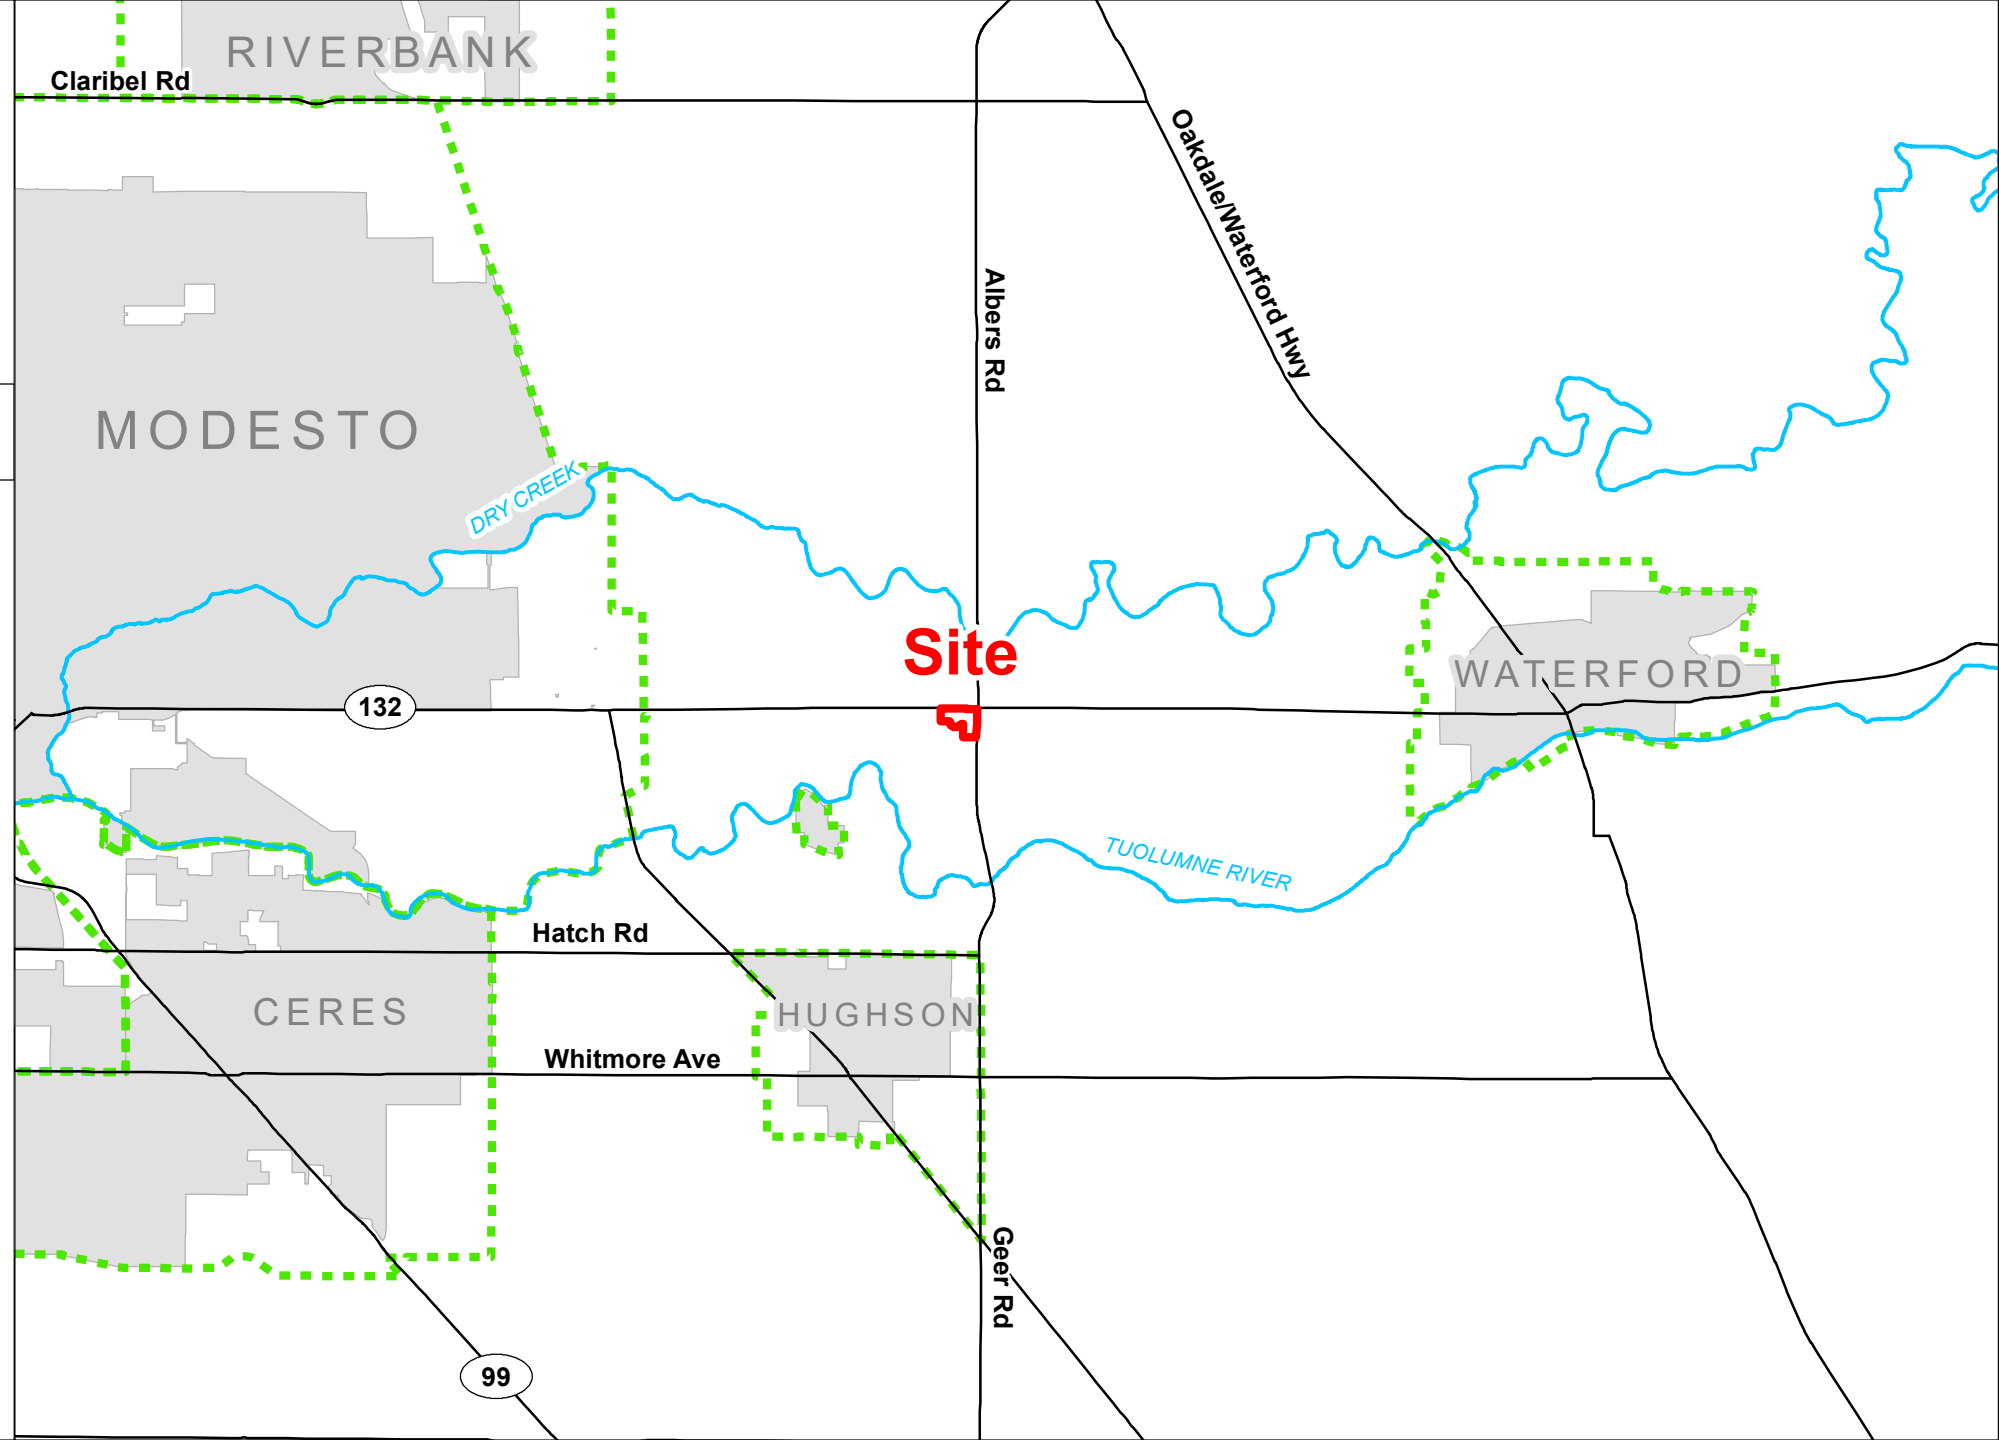 RIVERBANK
Claribel Rd
Oakdale/Waterford Hwy
Albers Rd
MODESTO
DRY CREEK
Site
WATERFORD
132
TUOLUMNE RIVER
Hatch Rd
CERES
HUGHSON
Whitmore Ave
Geer Rd
99